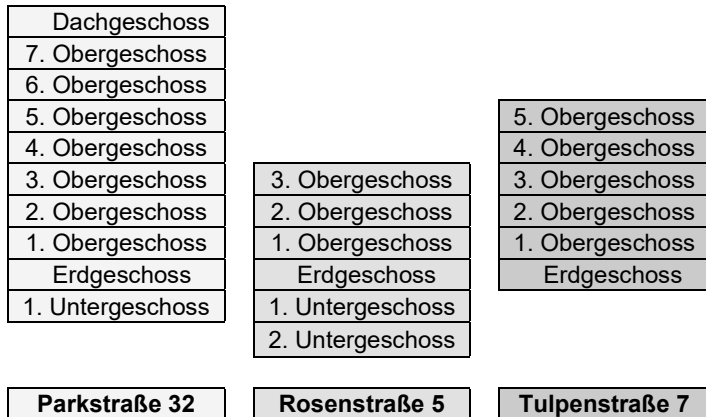 Dachgeschoss
7. Obergeschoss
6. Obergeschoss
5. Obergeschoss
4. Obergeschoss
3. Obergeschoss
2. Obergeschoss
1. Obergeschoss
Erdgeschoss
1. Untergeschoss
Parkstraße 32
3. Obergeschoss
2. Obergeschoss
1. Obergeschoss
Erdgeschoss
1. Untergeschoss
2. Untergeschoss
Rosenstraße 5
5. Obergeschoss
4. Obergeschoss
3. Obergeschoss
2. Obergeschoss
1. Obergeschoss
Erdgeschoss
Tulpenstraße 7